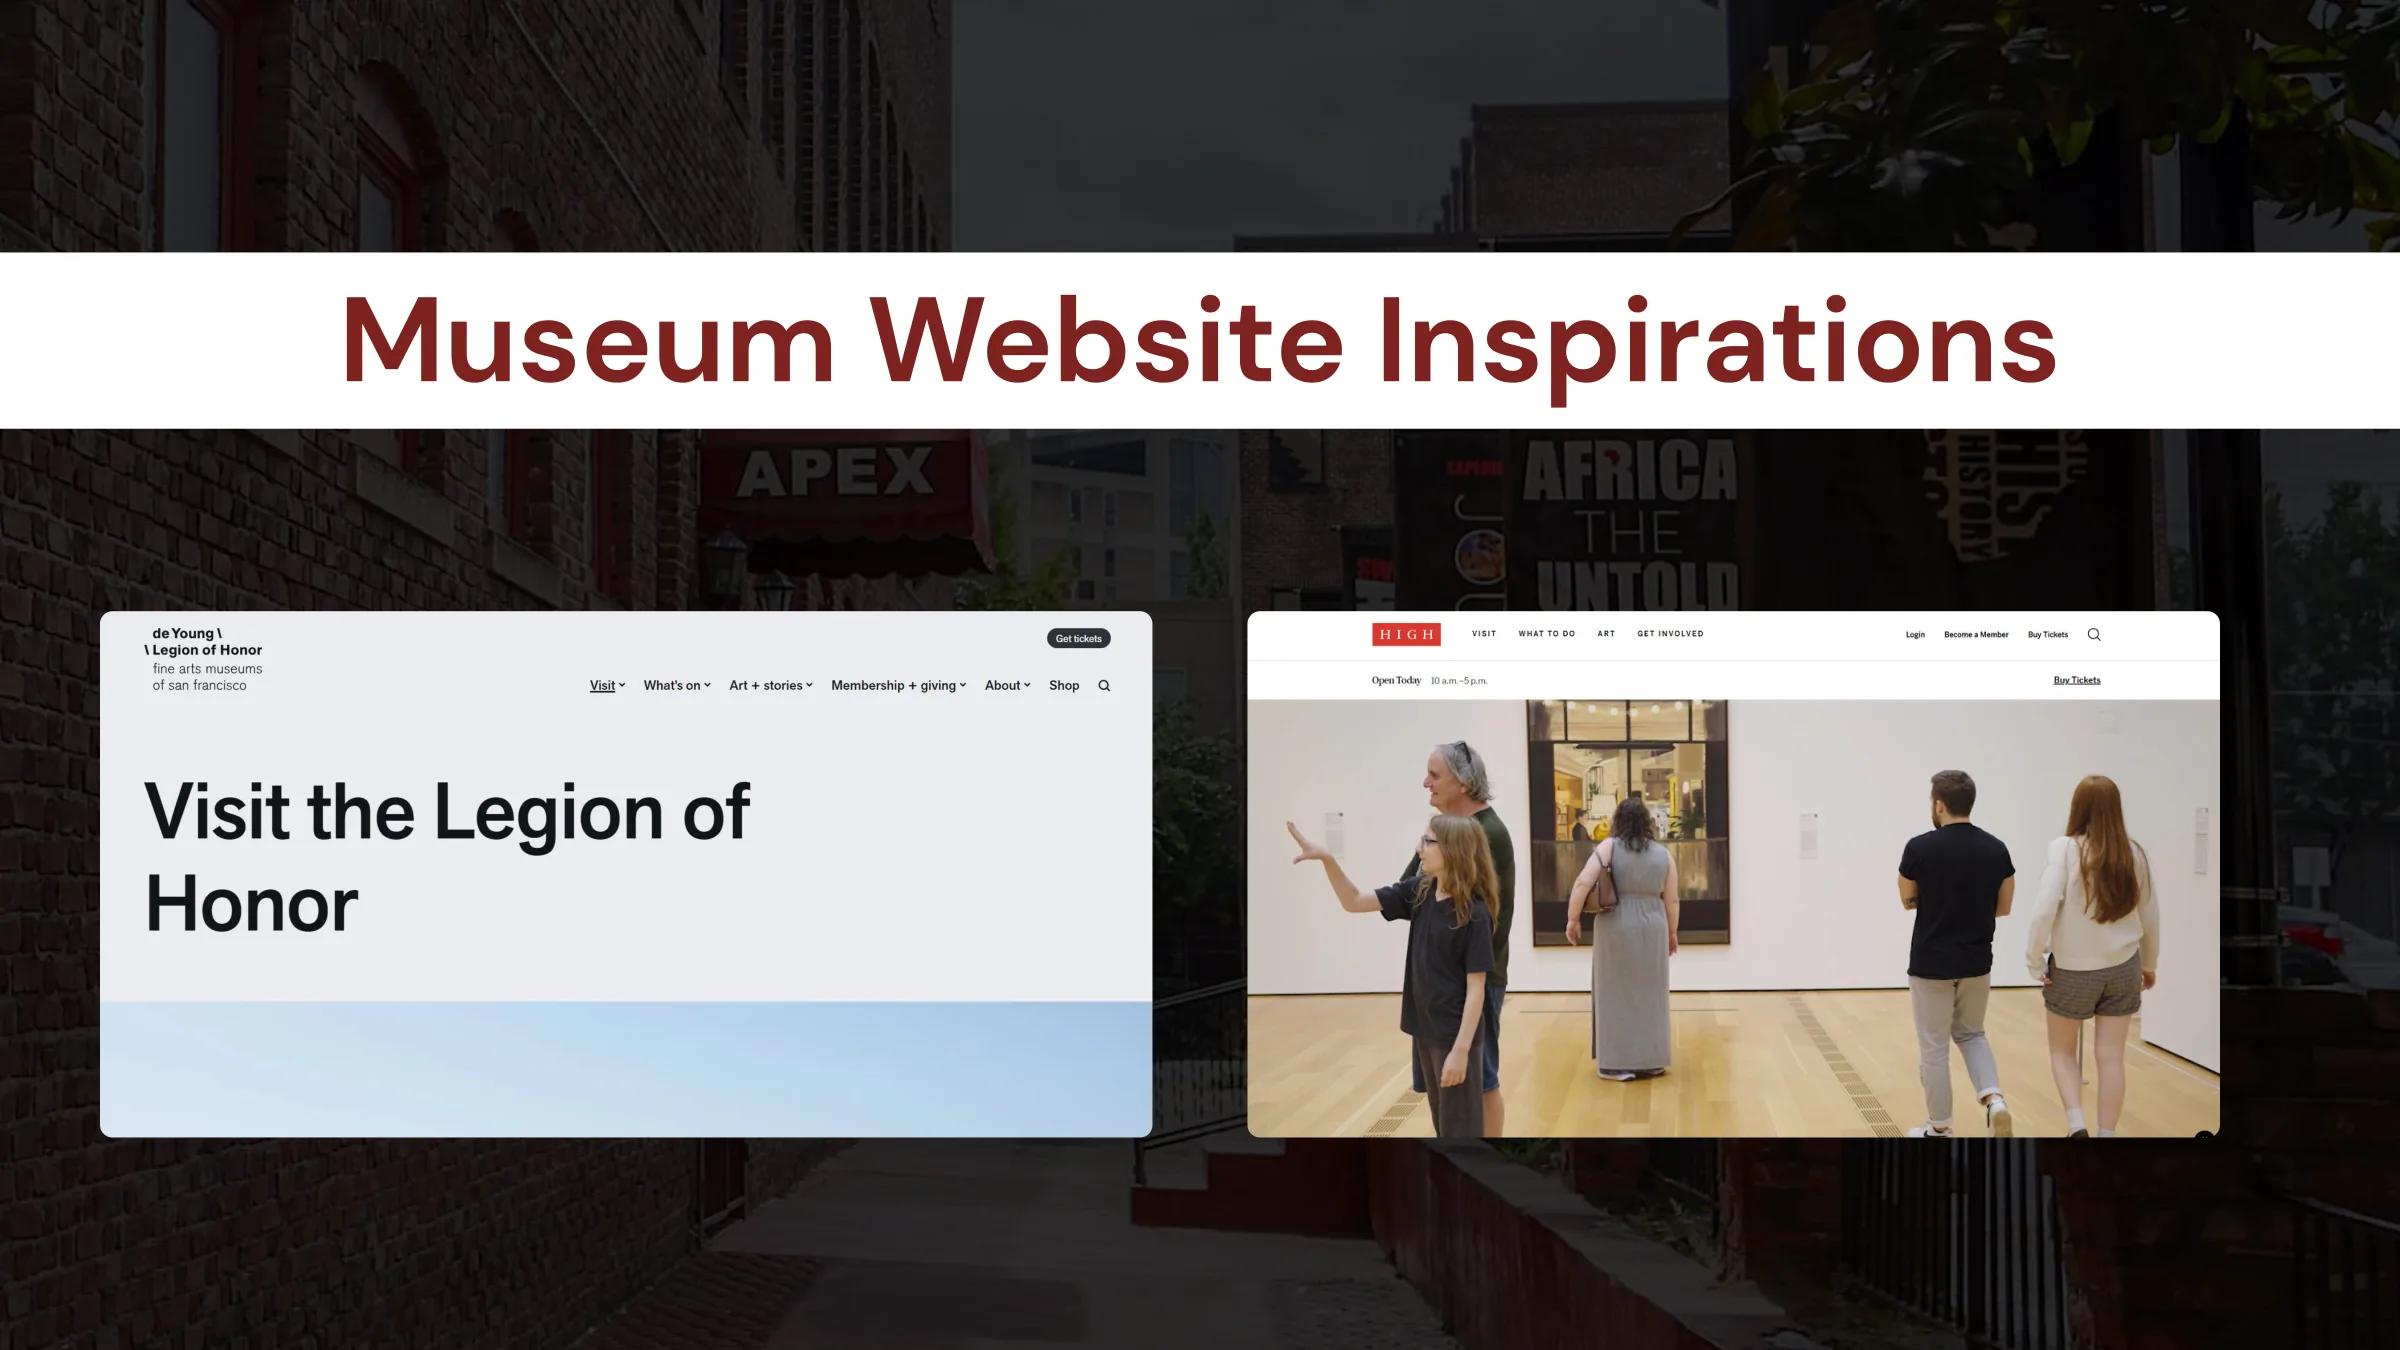 Museum Website Inspirations
APEX
EXPLORE
AFRICA
THE
UNTOLD
HISTORY
de Young \
\ Legion of Honor
fine arts museums
of san francisco
Get tickets
Visit What's on Art + stories Membership + giving About Shop
Visit the Legion of
Honor
HIGH VISIT WHAT TO DO ART GET INVOLVED Login Become a Member Buy Tickets
Open Today 10 a.m.–5 p.m. Buy Tickets